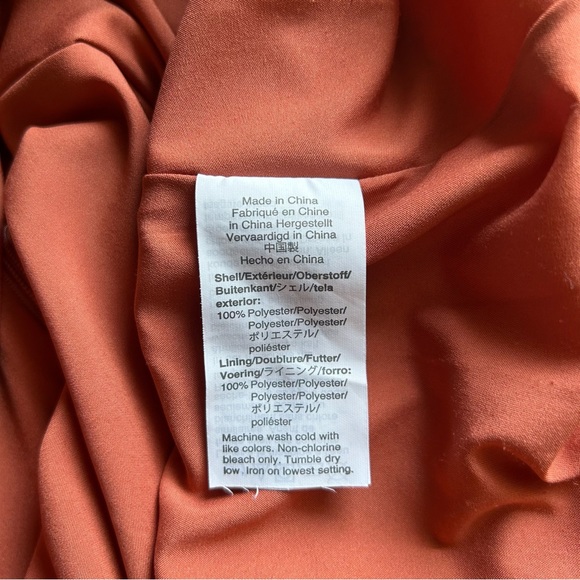 Made in China
Fabriqué en Chine
in China Hergestellt
Vervaardigd in China
中国製
Hecho en China
Shell/Extérieur/Oberstoff/
Buitenkant/シェル/tela
exterior:
100% Polyester/Polyester/
Polyester/Polyester/
ポリエステル/
poliéster
Lining/Doublure/Futter/
Voering/ライニング/forro:
100% Polyester/Polyester/
Polyester/Polyester/
ポリエステル/
poliéster
Machine wash cold with
like colors. Non-chlorine
bleach only. Tumble dry
low. Iron on lowest setting.